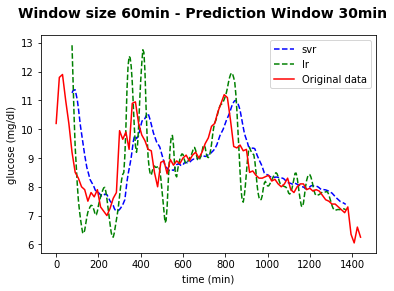 Window size 60min - Prediction Window 30min
svr
lr
Original data
glucose (mg/dl)
13
12
11
10
9
8
7
6
0 200 400 600 800 1000 1200 1400
time (min)